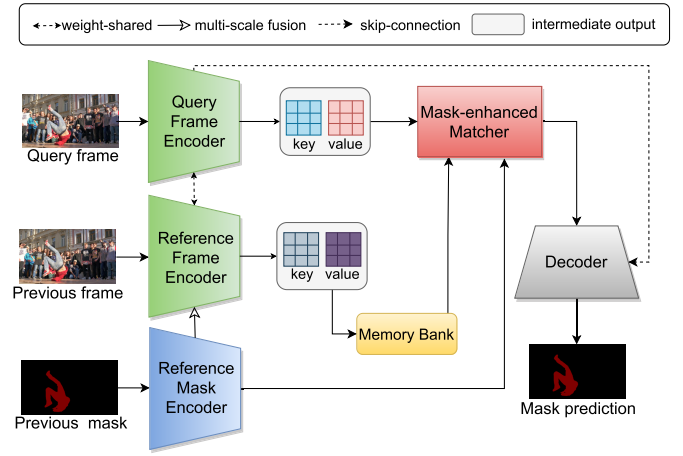 weight-shared multi-scale fusion skip-connection intermediate output
Query
Frame
Encoder
Query frame
key value
Mask-enhanced
Matcher
Reference
Frame
Encoder
Previous frame
key value
Decoder
Memory Bank
Reference
Mask
Encoder
Previous mask
Mask prediction